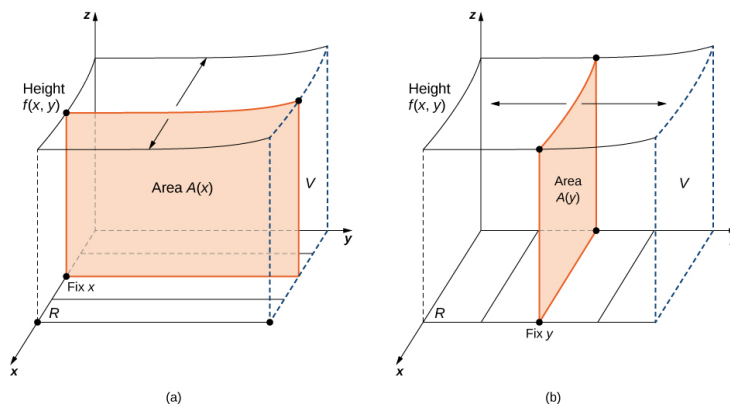 z
Height
f(x, y)
Area A(x)
V
y
Fix x
R
x
(a)
z
Height
f(x, y)
Area
A(y)
V
R
Fix y
x
(b)